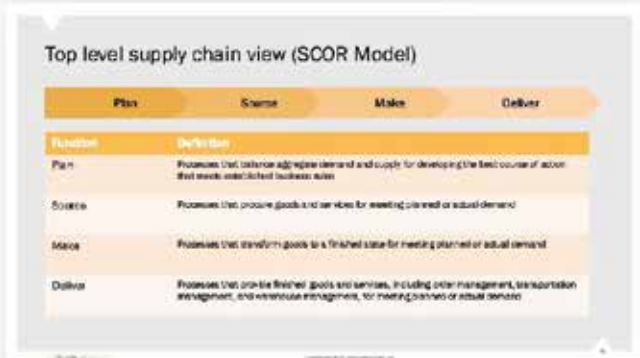 Top level supply chain view (SCOR Model)
Plan Source Make Deliver
Function Definition
Plan Processes that balance aggregate demand and supply for developing the best course of action
that meets established business rules
Source Processes that procure goods and services for meeting planned or actual demand
Make Processes that transform goods to a finished state for meeting planned or actual demand
Deliver Processes that provide finished goods and services, including order management, transportation
management, and warehouse management, for meeting planned or actual demand